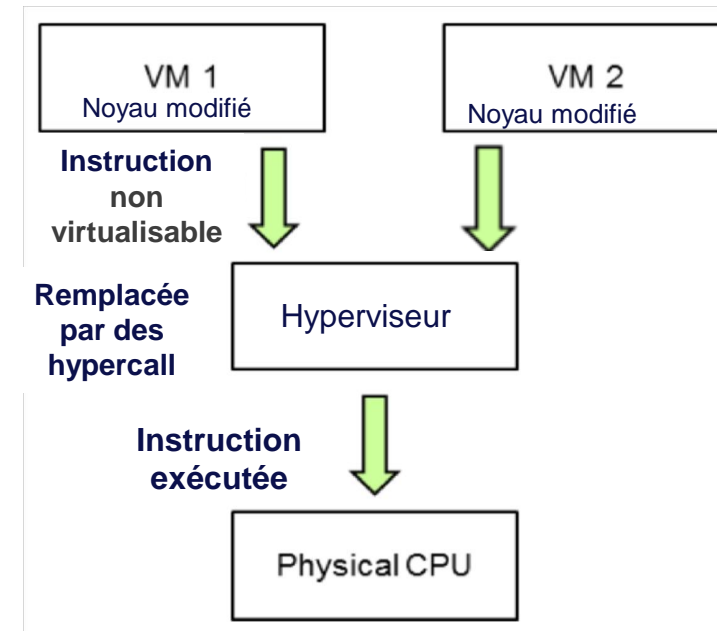 VM 1
Noyau modifié
VM 2
Noyau modifié
Instruction
non
virtualisable
Remplacée
par des
hypercall
Hyperviseur
Instruction
exécutée
Physical CPU